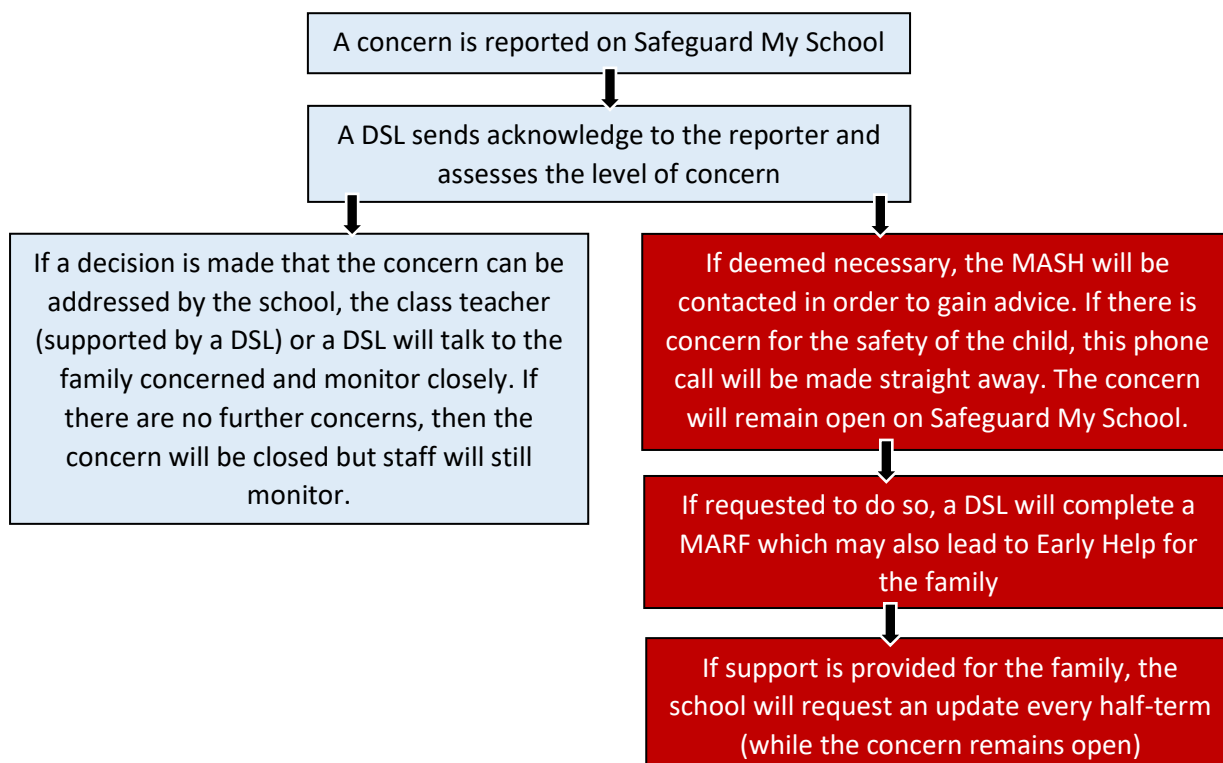 A concern is reported on Safeguard My School
A DSL sends acknowledge to the reporter and
assesses the level of concern
If a decision is made that the concern can be
addressed by the school, the class teacher
(supported by a DSL) or a DSL will talk to the
family concerned and monitor closely. If
there are no further concerns, then the
concern will be closed but staff will still
monitor.
If deemed necessary, the MASH will be
contacted in order to gain advice. If there is
concern for the safety of the child, this phone
call will be made straight away. The concern
will remain open on Safeguard My School.
If requested to do so, a DSL will complete a
MARF which may also lead to Early Help for
the family
If support is provided for the family, the
school will request an update every half-term
(while the concern remains open)